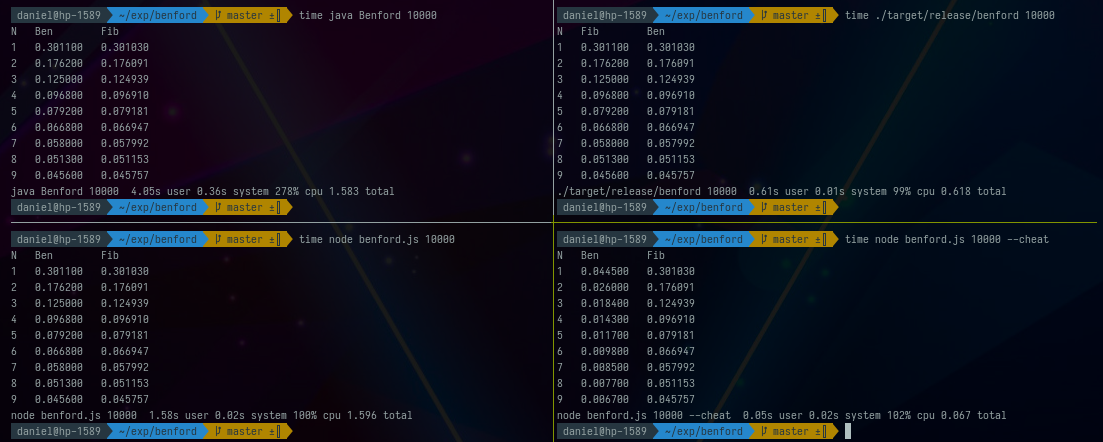 daniel@hp-1589 ~/exp/benford master ±║ time java Benford 10000
N Ben Fib
1 0.301100 0.301030
2 0.176200 0.176091
3 0.125000 0.124939
4 0.096800 0.096910
5 0.079200 0.079181
6 0.066800 0.066947
7 0.058000 0.057992
8 0.051300 0.051153
9 0.045600 0.045757
java Benford 10000 4.05s user 0.36s system 278% cpu 1.583 total
daniel@hp-1589 ~/exp/benford master ±║
daniel@hp-1589 ~/exp/benford master ±║ time ./target/release/benford 10000
N Fib Ben
1 0.301100 0.301030
2 0.176200 0.176091
3 0.125000 0.124939
4 0.096800 0.096910
5 0.079200 0.079181
6 0.066800 0.066947
7 0.058000 0.057992
8 0.051300 0.051153
9 0.045600 0.045757
./target/release/benford 10000 0.61s user 0.01s system 99% cpu 0.618 total
daniel@hp-1589 ~/exp/benford master ±║
daniel@hp-1589 ~/exp/benford master ±║ time node benford.js 10000
N Ben Fib
1 0.301100 0.301030
2 0.176200 0.176091
3 0.125000 0.124939
4 0.096800 0.096910
5 0.079200 0.079181
6 0.066800 0.066947
7 0.058000 0.057992
8 0.051300 0.051153
9 0.045600 0.045757
node benford.js 10000 1.58s user 0.02s system 100% cpu 1.596 total
daniel@hp-1589 ~/exp/benford master ±║
daniel@hp-1589 ~/exp/benford master ±║ time node benford.js 10000 --cheat
N Ben Fib
1 0.044500 0.301030
2 0.026000 0.176091
3 0.018400 0.124939
4 0.014300 0.096910
5 0.011700 0.079181
6 0.009800 0.066947
7 0.008500 0.057992
8 0.007700 0.051153
9 0.006700 0.045757
node benford.js 10000 --cheat 0.05s user 0.02s system 102% cpu 0.067 total
daniel@hp-1589 ~/exp/benford master ±║